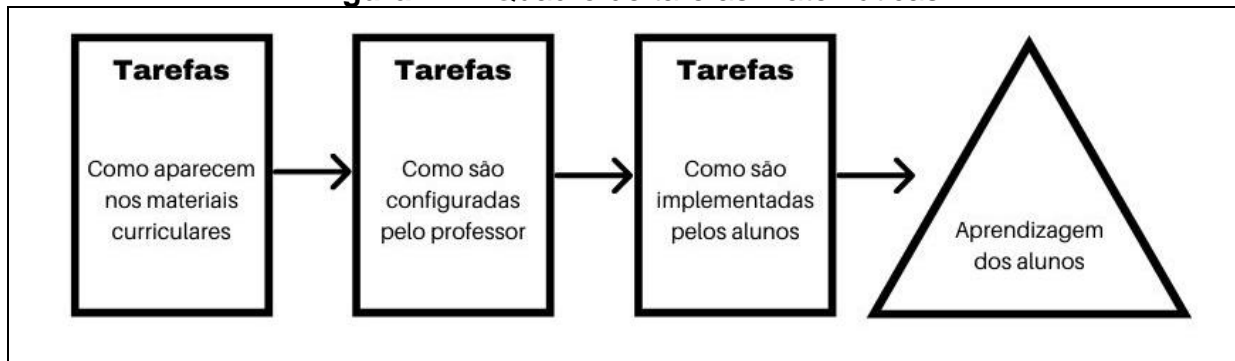 Tarefas
Como aparecem
nos materiais
curriculares
Tarefas
Como são
configuradas
pelo professor
Tarefas
Como são
implementadas
pelos alunos
Aprendizagem
dos alunos